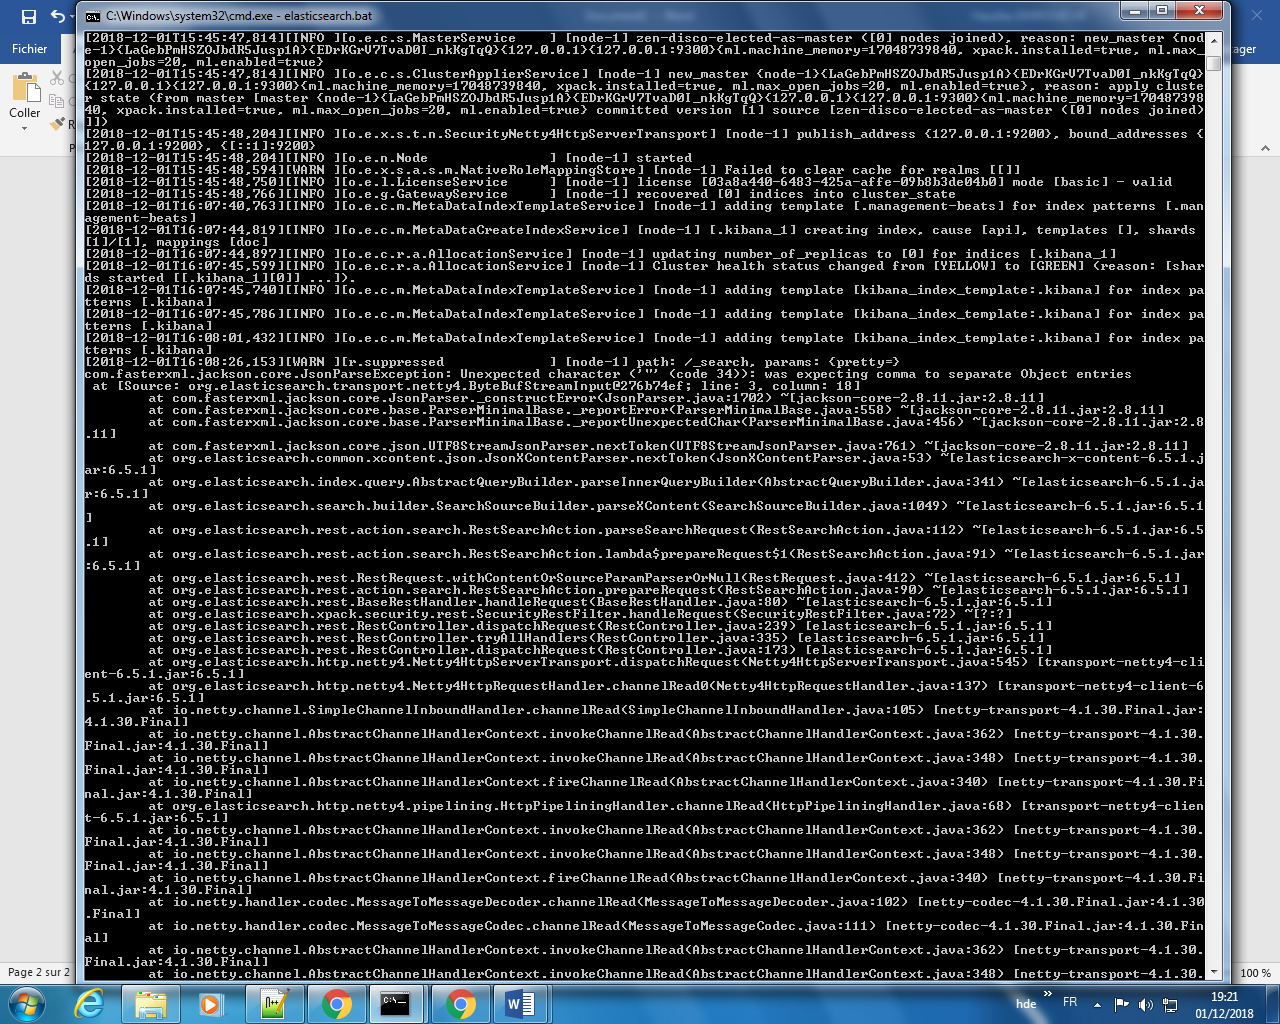 C:\Windows\system32\cmd.exe - elasticsearch.bat
Fichier
Coller
[2018-12-01T15:45:47,814][INFO ][o.e.c.s.MasterService    ] [node-1] zen-disco-elected-as-master ([0] nodes joined), reason: new_master {nod
e-1}{LaGebPmHSZOJbdR5Jusp1A}{EDrKGrV7TvaD0I_nkKgTqQ}{127.0.0.1}{127.0.0.1:9300}{ml.machine_memory=17048739840, xpack.installed=true, ml.max_
open_jobs=20, ml.enabled=true}
[2018-12-01T15:45:47,814][INFO ][o.e.c.s.ClusterApplierService] [node-1] new_master {node-1}{LaGebPmHSZOJbdR5Jusp1A}{EDrKGrV7TvaD0I_nkKgTqQ}
{127.0.0.1}{127.0.0.1:9300}{ml.machine_memory=17048739840, xpack.installed=true, ml.max_open_jobs=20, ml.enabled=true}, reason: apply cluste
r state (from master [master {node-1}{LaGebPmHSZOJbdR5Jusp1A}{EDrKGrV7TvaD0I_nkKgTqQ}{127.0.0.1}{127.0.0.1:9300}{ml.machine_memory=170487398
40, xpack.installed=true, ml.max_open_jobs=20, ml.enabled=true} committed version [1] source [zen-disco-elected-as-master ([0] nodes joined)
]])
[2018-12-01T15:45:48,204][INFO ][o.e.x.s.t.n.SecurityNetty4HttpServerTransport] [node-1] publish_address {127.0.0.1:9200}, bound_addresses {
127.0.0.1:9200}, {[::1]:9200}
[2018-12-01T15:45:48,204][INFO ][o.e.n.Node               ] [node-1] started
[2018-12-01T15:45:48,594][WARN ][o.e.x.s.a.s.m.NativeRoleMappingStore] [node-1] Failed to clear cache for realms [[]]
[2018-12-01T15:45:48,750][INFO ][o.e.l.LicenseService     ] [node-1] license [03a8a440-6483-425a-affe-09b8b3de04b0] mode [basic] - valid
[2018-12-01T15:45:48,766][INFO ][o.e.g.GatewayService     ] [node-1] recovered [0] indices into cluster_state
[2018-12-01T16:07:40,763][INFO ][o.e.c.m.MetaDataIndexTemplateService] [node-1] adding template [.management-beats] for index patterns [.man
agement-beats]
[2018-12-01T16:07:44,819][INFO ][o.e.c.m.MetaDataCreateIndexService] [node-1] [.kibana_1] creating index, cause [api], templates [], shards
[1]/[1], mappings [doc]
[2018-12-01T16:07:44,897][INFO ][o.e.c.r.a.AllocationService] [node-1] updating number_of_replicas to [0] for indices [.kibana_1]
[2018-12-01T16:07:45,599][INFO ][o.e.c.r.a.AllocationService] [node-1] Cluster health status changed from [YELLOW] to [GREEN] (reason: [shar
ds started [[.kibana_1][0]] ...]).
[2018-12-01T16:07:45,740][INFO ][o.e.c.m.MetaDataIndexTemplateService] [node-1] adding template [kibana_index_template:.kibana] for index pa
tterns [.kibana]
[2018-12-01T16:07:45,786][INFO ][o.e.c.m.MetaDataIndexTemplateService] [node-1] adding template [kibana_index_template:.kibana] for index pa
tterns [.kibana]
[2018-12-01T16:08:01,432][INFO ][o.e.c.m.MetaDataIndexTemplateService] [node-1] adding template [kibana_index_template:.kibana] for index pa
tterns [.kibana]
[2018-12-01T16:08:26,153][WARN ][r.suppressed             ] [node-1] path: /_search, params: {pretty=}
com.fasterxml.jackson.core.JsonParseException: Unexpected character ('"' (code 34)): was expecting comma to separate Object entries
 at [Source: org.elasticsearch.transport.netty4.ByteBufStreamInput@276b74ef; line: 3, column: 18]
        at com.fasterxml.jackson.core.JsonParser._constructError(JsonParser.java:1702) ~[jackson-core-2.8.11.jar:2.8.11]
        at com.fasterxml.jackson.core.base.ParserMinimalBase._reportError(ParserMinimalBase.java:558) ~[jackson-core-2.8.11.jar:2.8.11]
        at com.fasterxml.jackson.core.base.ParserMinimalBase._reportUnexpectedChar(ParserMinimalBase.java:456) ~[jackson-core-2.8.11.jar:2.8
.11]
        at com.fasterxml.jackson.core.json.UTF8StreamJsonParser.nextToken(UTF8StreamJsonParser.java:761) ~[jackson-core-2.8.11.jar:2.8.11]
        at org.elasticsearch.common.xcontent.json.JsonXContentParser.nextToken(JsonXContentParser.java:53) ~[elasticsearch-x-content-6.5.1.j
ar:6.5.1]
        at org.elasticsearch.index.query.AbstractQueryBuilder.parseInnerQueryBuilder(AbstractQueryBuilder.java:341) ~[elasticsearch-6.5.1.ja
r:6.5.1]
        at org.elasticsearch.search.builder.SearchSourceBuilder.parseXContent(SearchSourceBuilder.java:1049) ~[elasticsearch-6.5.1.jar:6.5.1
]
        at org.elasticsearch.rest.action.search.RestSearchAction.parseSearchRequest(RestSearchAction.java:112) ~[elasticsearch-6.5.1.jar:6.5
.1]
        at org.elasticsearch.rest.action.search.RestSearchAction.lambda$prepareRequest$1(RestSearchAction.java:91) ~[elasticsearch-6.5.1.jar
:6.5.1]
        at org.elasticsearch.rest.RestRequest.withContentOrSourceParamParserOrNull(RestRequest.java:412) ~[elasticsearch-6.5.1.jar:6.5.1]
        at org.elasticsearch.rest.action.search.RestSearchAction.prepareRequest(RestSearchAction.java:90) ~[elasticsearch-6.5.1.jar:6.5.1]
        at org.elasticsearch.rest.BaseRestHandler.handleRequest(BaseRestHandler.java:80) ~[elasticsearch-6.5.1.jar:6.5.1]
        at org.elasticsearch.xpack.security.rest.SecurityRestFilter.handleRequest(SecurityRestFilter.java:72) ~[?:?]
        at org.elasticsearch.rest.RestController.dispatchRequest(RestController.java:239) [elasticsearch-6.5.1.jar:6.5.1]
        at org.elasticsearch.rest.RestController.tryAllHandlers(RestController.java:335) [elasticsearch-6.5.1.jar:6.5.1]
        at org.elasticsearch.rest.RestController.dispatchRequest(RestController.java:173) [elasticsearch-6.5.1.jar:6.5.1]
        at org.elasticsearch.http.netty4.Netty4HttpServerTransport.dispatchRequest(Netty4HttpServerTransport.java:545) [transport-netty4-cli
ent-6.5.1.jar:6.5.1]
        at org.elasticsearch.http.netty4.Netty4HttpRequestHandler.channelRead0(Netty4HttpRequestHandler.java:137) [transport-netty4-client-6
.5.1.jar:6.5.1]
        at io.netty.channel.SimpleChannelInboundHandler.channelRead(SimpleChannelInboundHandler.java:105) [netty-transport-4.1.30.Final.jar:
4.1.30.Final]
        at io.netty.channel.AbstractChannelHandlerContext.invokeChannelRead(AbstractChannelHandlerContext.java:362) [netty-transport-4.1.30.
Final.jar:4.1.30.Final]
        at io.netty.channel.AbstractChannelHandlerContext.invokeChannelRead(AbstractChannelHandlerContext.java:348) [netty-transport-4.1.30.
Final.jar:4.1.30.Final]
        at io.netty.channel.AbstractChannelHandlerContext.fireChannelRead(AbstractChannelHandlerContext.java:340) [netty-transport-4.1.30.Fi
nal.jar:4.1.30.Final]
        at org.elasticsearch.http.netty4.pipelining.HttpPipeliningHandler.channelRead(HttpPipeliningHandler.java:68) [transport-netty4-clien
t-6.5.1.jar:6.5.1]
        at io.netty.channel.AbstractChannelHandlerContext.invokeChannelRead(AbstractChannelHandlerContext.java:362) [netty-transport-4.1.30.
Final.jar:4.1.30.Final]
        at io.netty.channel.AbstractChannelHandlerContext.invokeChannelRead(AbstractChannelHandlerContext.java:348) [netty-transport-4.1.30.
Final.jar:4.1.30.Final]
        at io.netty.channel.AbstractChannelHandlerContext.fireChannelRead(AbstractChannelHandlerContext.java:340) [netty-transport-4.1.30.Fi
nal.jar:4.1.30.Final]
        at io.netty.handler.codec.MessageToMessageDecoder.channelRead(MessageToMessageDecoder.java:102) [netty-codec-4.1.30.Final.jar:4.1.30
.Final]
        at io.netty.handler.codec.MessageToMessageCodec.channelRead(MessageToMessageCodec.java:111) [netty-codec-4.1.30.Final.jar:4.1.30.Fin
al]
        at io.netty.channel.AbstractChannelHandlerContext.invokeChannelRead(AbstractChannelHandlerContext.java:362) [netty-transport-4.1.30.
Final.jar:4.1.30.Final]
        at io.netty.channel.AbstractChannelHandlerContext.invokeChannelRead(AbstractChannelHandlerContext.java:348) [netty-transport-4.1.30.
Page 2 sur 2
100 %
hde
FR
19:21
01/12/2018